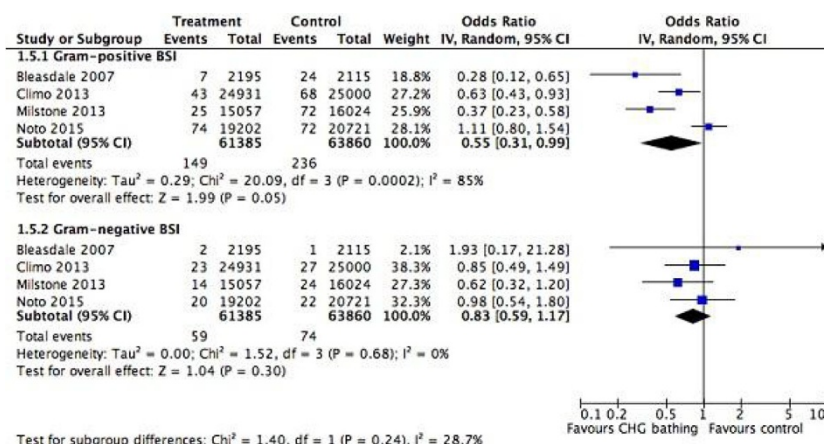 Treatment Control Odds Ratio Odds Ratio
Study or Subgroup Events Total Events Total Weight IV, Random, 95% CI IV, Random, 95% CI
1.5.1 Gram-positive BSI
Bleasdale 2007 7 2195 24 2115 18.8% 0.28 [0.12, 0.65]
Climo 2013 43 24931 68 25000 27.2% 0.63 [0.43, 0.93]
Milstone 2013 25 15057 72 16024 25.9% 0.37 [0.23, 0.58]
Noto 2015 74 19202 72 20721 28.1% 1.11 [0.80, 1.54]
Subtotal (95% CI) 61385 63860 100.0% 0.55 [0.31, 0.99]
Total events 149 236
Heterogeneity: Tau² = 0.29; Chi² = 20.09, df = 3 (P = 0.0002); I² = 85%
Test for overall effect: Z = 1.99 (P = 0.05)
1.5.2 Gram-negative BSI
Bleasdale 2007 2 2195 1 2115 2.1% 1.93 [0.17, 21.28]
Climo 2013 23 24931 27 25000 38.3% 0.85 [0.49, 1.49]
Milstone 2013 14 15057 24 16024 27.3% 0.62 [0.32, 1.20]
Noto 2015 20 19202 22 20721 32.3% 0.98 [0.54, 1.80]
Subtotal (95% CI) 61385 63860 100.0% 0.83 [0.59, 1.17]
Total events 59 74
Heterogeneity: Tau² = 0.00; Chi² = 1.52, df = 3 (P = 0.68); I² = 0%
Test for overall effect: Z = 1.04 (P = 0.30)
0.1 0.2 0.5 1 2 5 10
Favours CHG bathing Favours control
Test for subgroup differences: Chi² = 1.40, df = 1 (P = 0.24), I² = 28.7%